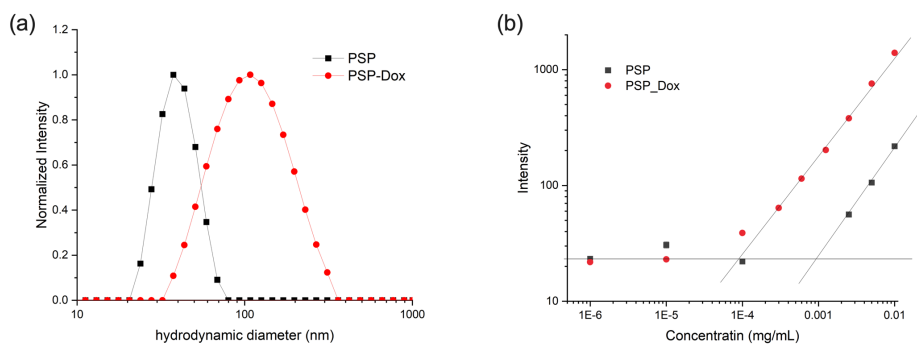 (a)
1.2
1.0
0.8
0.6
0.4
0.2
0.0
Normalized Intensity
PSP
PSP-Dox
10
100
1000
hydrodynamic diameter (nm)
(b)
1000
100
10
Intensity
PSP
PSP_Dox
1E-6
1E-5
1E-4
0.001
0.01
Concentratin (mg/mL)